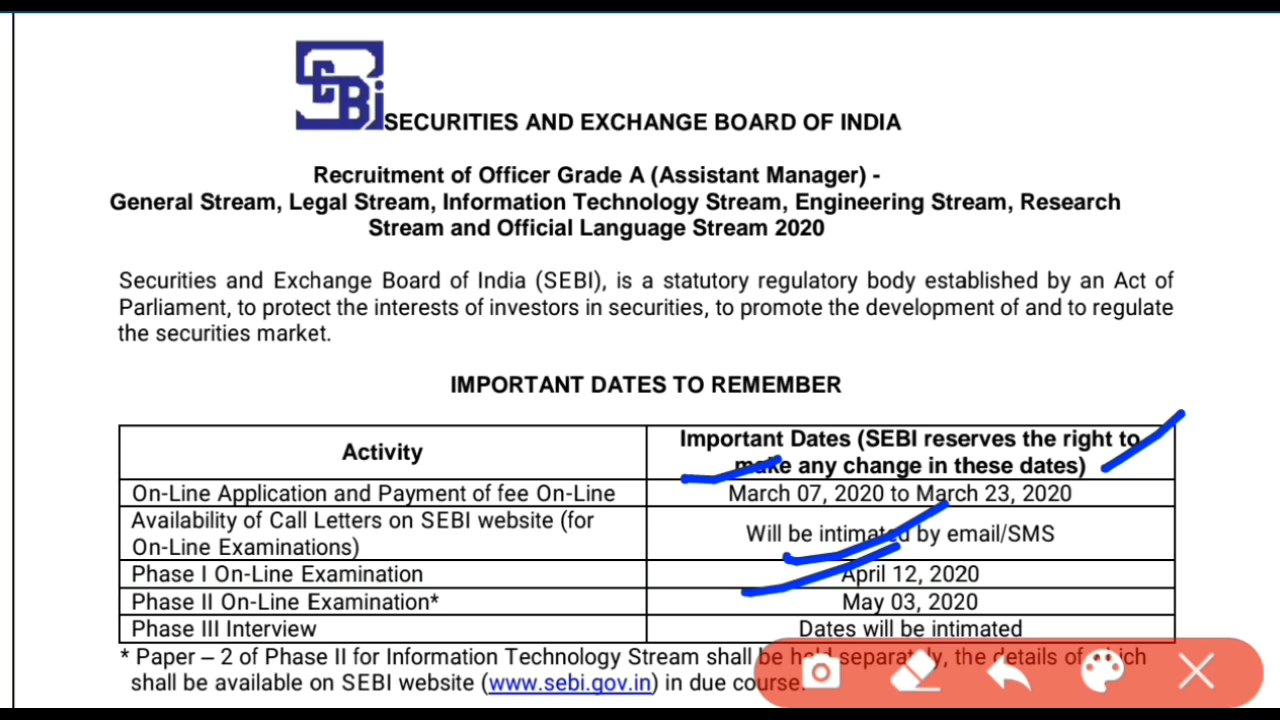 SEBi
SECURITIES AND EXCHANGE BOARD OF INDIA
Recruitment of Officer Grade A (Assistant Manager) -
General Stream, Legal Stream, Information Technology Stream, Engineering Stream, Research
Stream and Official Language Stream 2020
Securities and Exchange Board of India (SEBI), is a statutory regulatory body established by an Act of
Parliament, to protect the interests of investors in securities, to promote the development of and to regulate
the securities market.
IMPORTANT DATES TO REMEMBER
Activity
Important Dates (SEBI reserves the right to
make any change in these dates)
On-Line Application and Payment of fee On-Line
March 07, 2020 to March 23, 2020
Availability of Call Letters on SEBI website (for
On-Line Examinations)
Will be intimated by email/SMS
Phase I On-Line Examination
April 12, 2020
Phase II On-Line Examination*
May 03, 2020
Phase III Interview
Dates will be intimated
* Paper – 2 of Phase II for Information Technology Stream shall be held separately, the details of which
shall be available on SEBI website (www.sebi.gov.in) in due course.